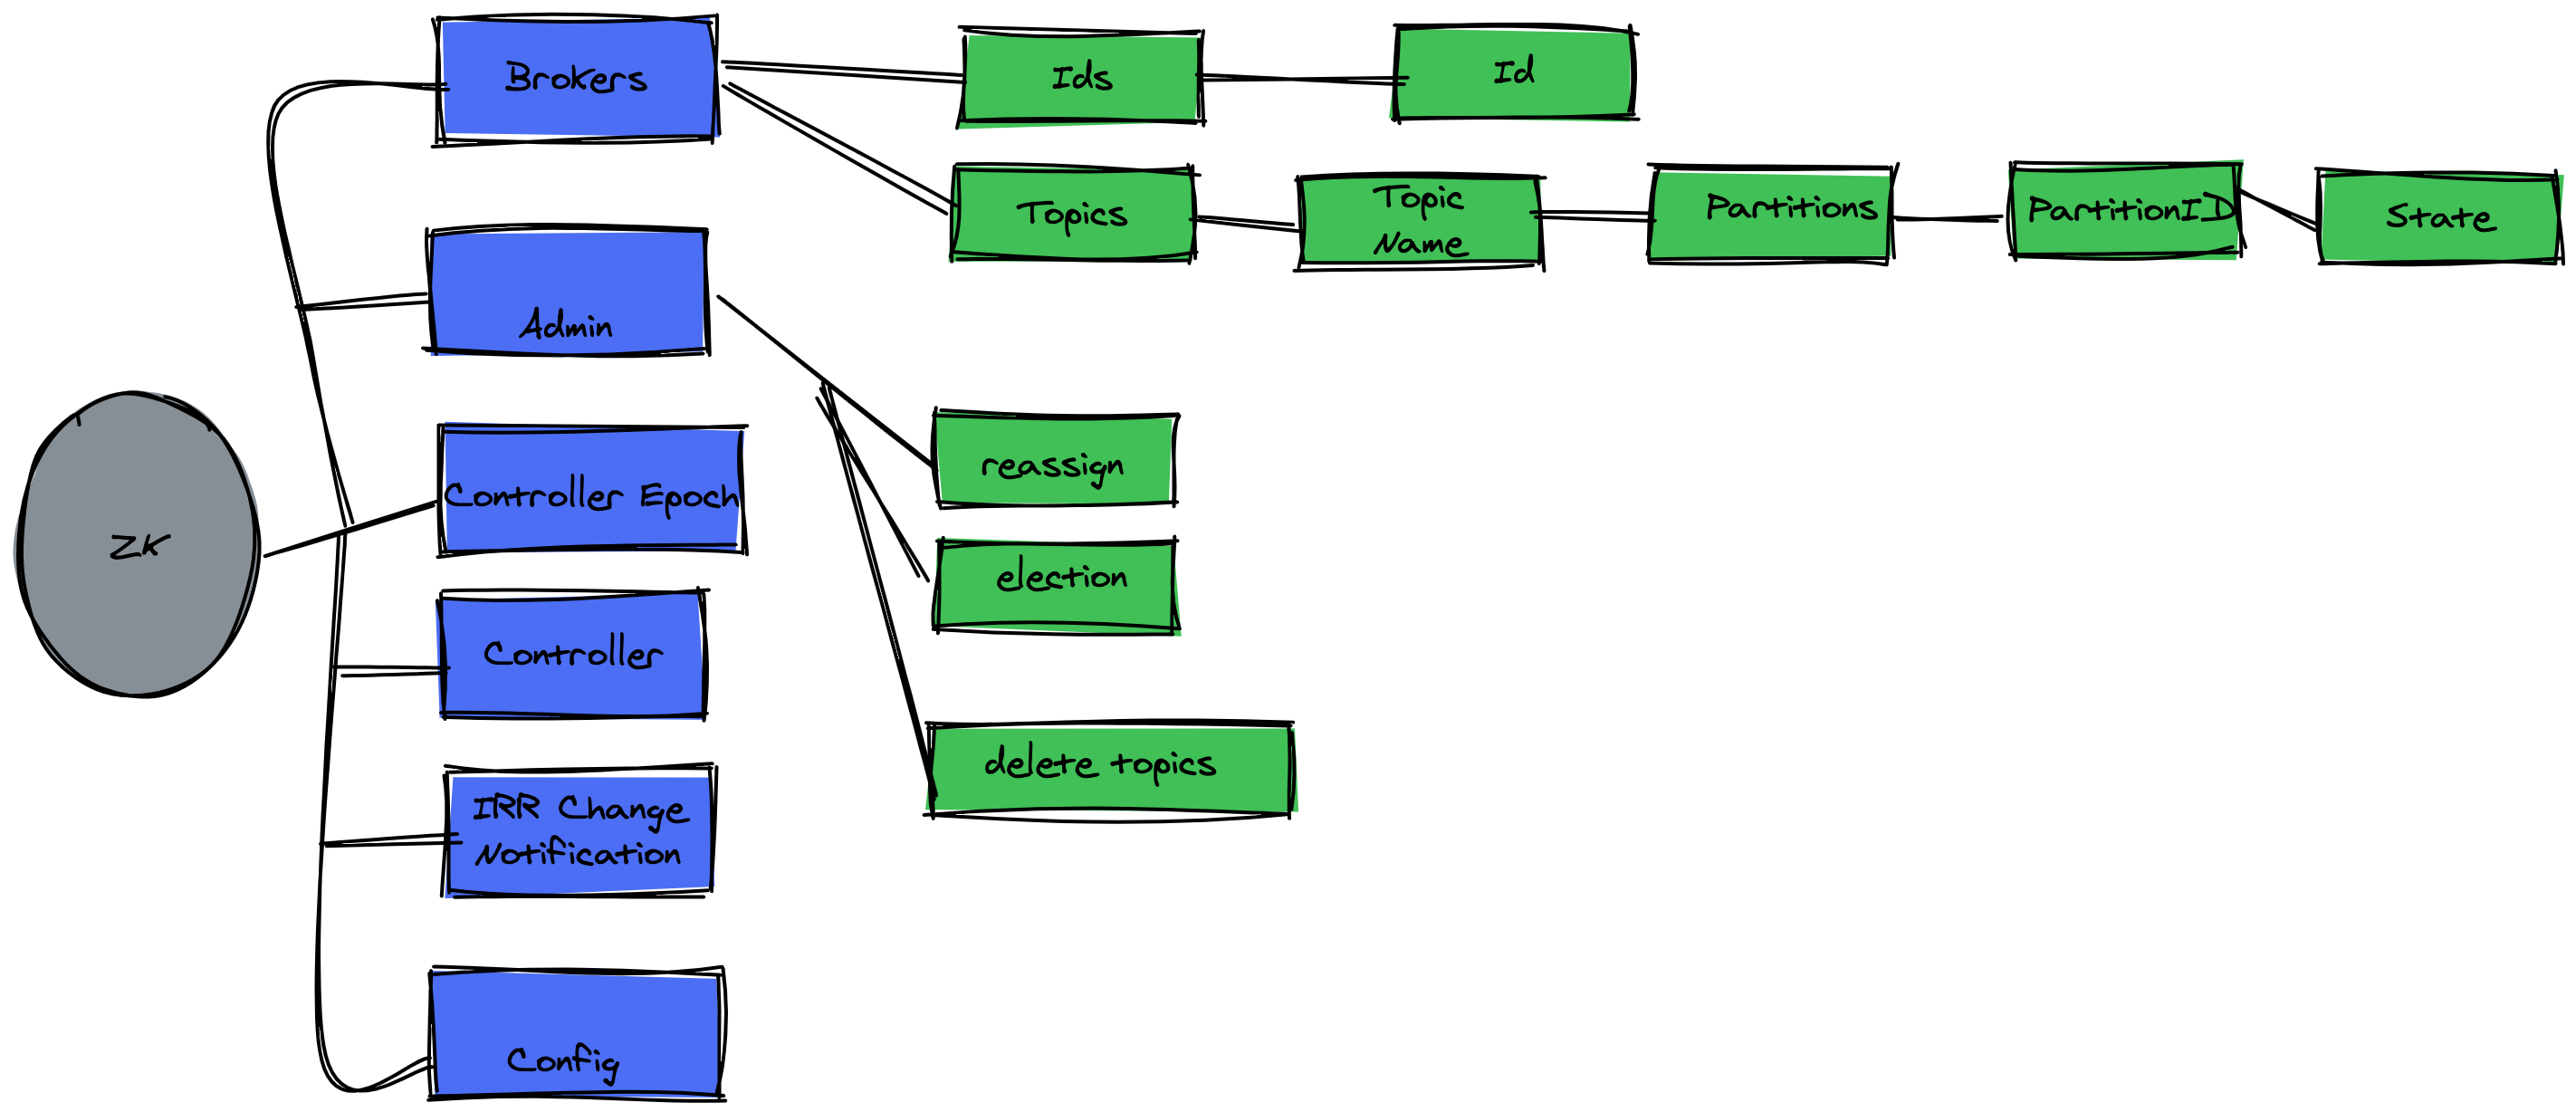 Brokers
Ids
Id
Topics
Topic
Name
Partitions
PartitionID
State
Admin
reassign
election
delete topics
ZK
Controller Epoch
Controller
IRR Change
Notification
Config